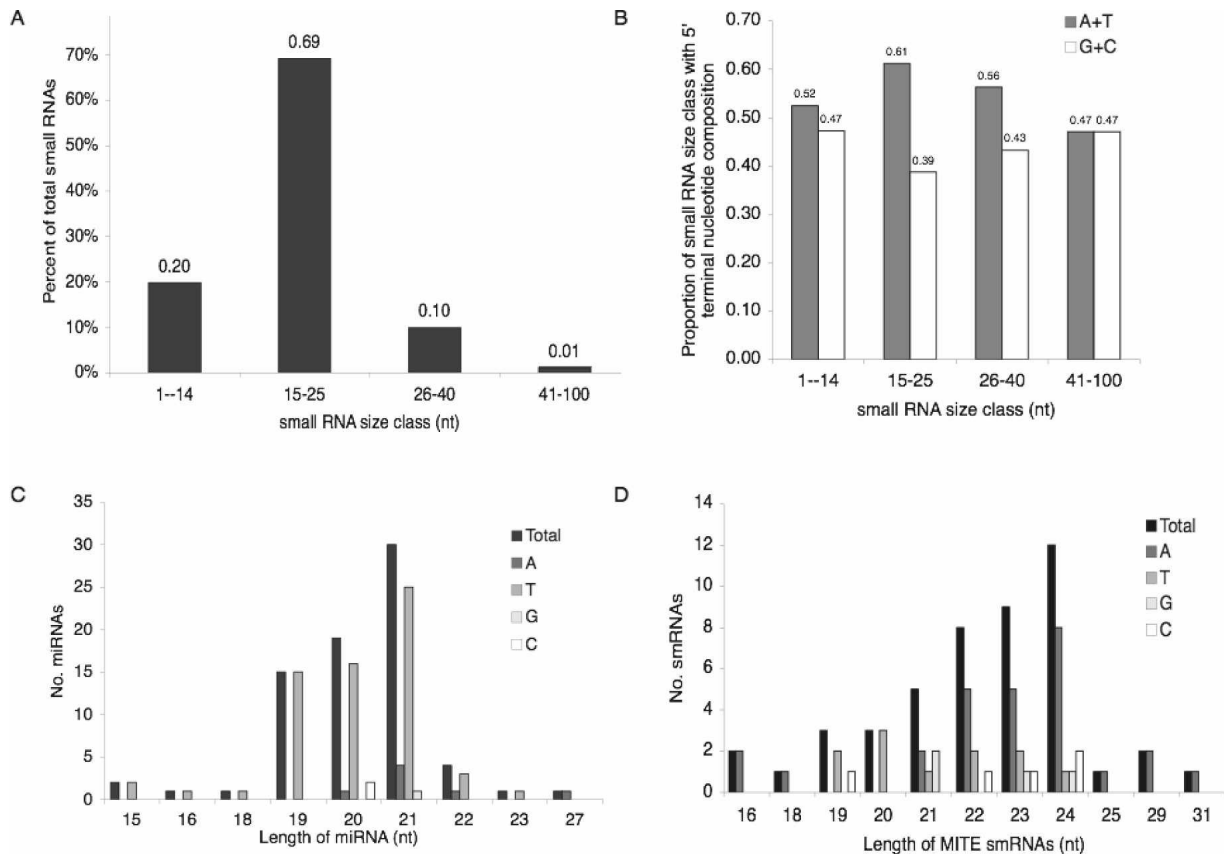 A
Percent of total small RNAs
70%
60%
50%
40%
30%
20%
10%
0%
0.20
0.69
0.10
0.01
1--14
15-25
26-40
41-100
small RNA size class (nt)
B
Proportion of small RNA size class with 5'
terminal nucleotide composition
0.70
0.60
0.50
0.40
0.30
0.20
0.10
0.00
A+T
G+C
0.52
0.47
0.61
0.39
0.56
0.43
0.47
0.47
1--14
15-25
26-40
41-100
small RNA size class (nt)
C
No. miRNAs
35
30
25
20
15
10
5
0
Total
A
T
G
C
15
16
18
19
20
21
22
23
27
Length of miRNA (nt)
D
No. smRNAs
14
12
10
8
6
4
2
0
Total
A
T
G
C
16
18
19
20
21
22
23
24
25
29
31
Length of MITE smRNAs (nt)